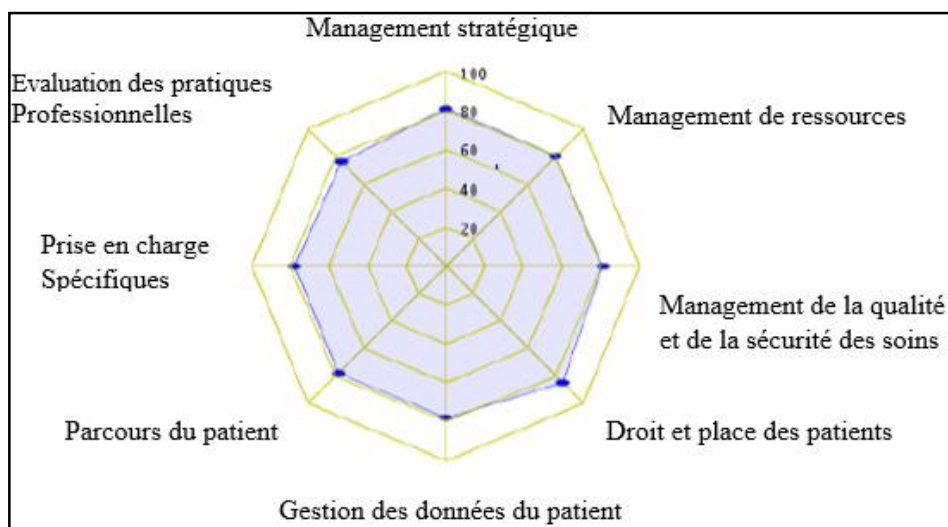 Management stratégique
Evaluation des pratiques
Professionnelles
100
Management de ressources
80
60
40
20
Prise en charge
Spécifiques
Management de la qualité
et de la sécurité des soins
Parcours du patient
Droit et place des patients
Gestion des données du patient